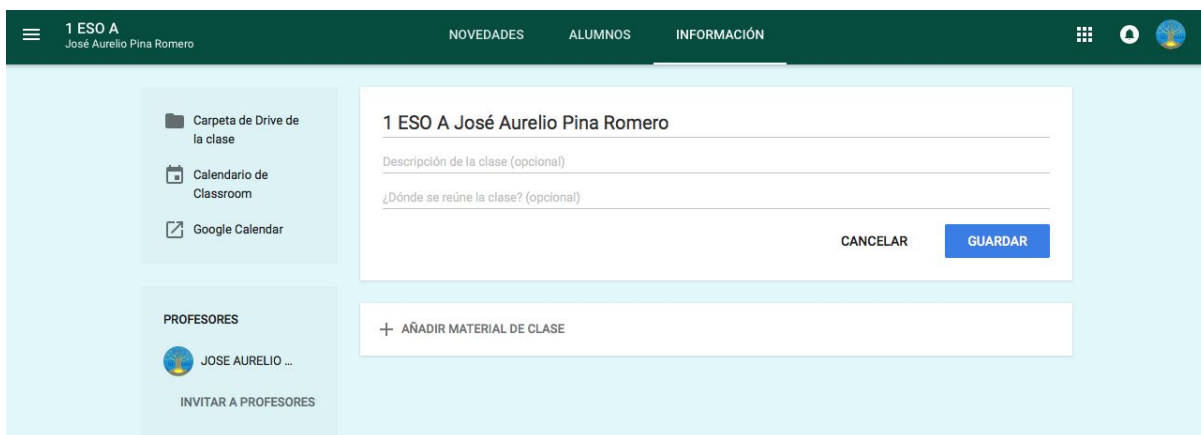 1 ESO A
José Aurelio Pina Romero
NOVEDADES ALUMNOS INFORMACIÓN
Carpeta de Drive de
la clase
Calendario de
Classroom
Google Calendar
PROFESORES
JOSE AURELIO ...
INVITAR A PROFESORES
1 ESO A José Aurelio Pina Romero
Descripción de la clase (opcional)
¿Dónde se reúne la clase? (opcional)
CANCELAR GUARDAR
AÑADIR MATERIAL DE CLASE